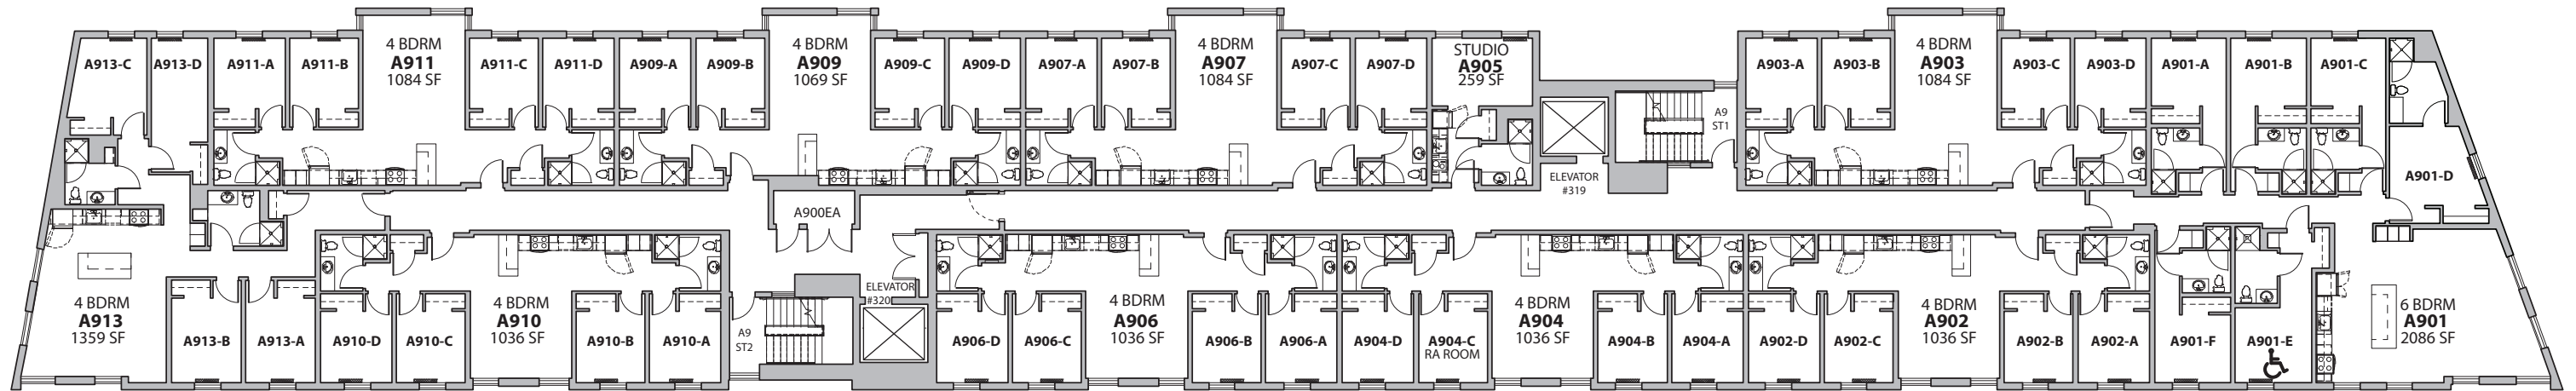 A913-C
A913-D
A911-A
A911-B
4 BDRM
A911
1084 SF
A911-C
A911-D
A909-A
A909-B
4 BDRM
A909
1069 SF
A909-C
A909-D
A907-A
A907-B
4 BDRM
A907
1084 SF
A907-C
A907-D
STUDIO
A905
259 SF
ELEVATOR
#319
A9
ST1
A903-A
A903-B
4 BDRM
A903
1084 SF
A903-C
A903-D
A901-A
A901-B
A901-C
A901-D
A900EA
4 BDRM
A913
1359 SF
A913-B
A913-A
A910-D
A910-C
4 BDRM
A910
1036 SF
A910-B
A910-A
A9
ST2
ELEVATOR
#320
A906-D
A906-C
4 BDRM
A906
1036 SF
A906-B
A906-A
A904-D
A904-C
RA ROOM
4 BDRM
A904
1036 SF
A904-B
A904-A
A902-D
A902-C
4 BDRM
A902
1036 SF
A902-B
A902-A
A901-F
A901-E
6 BDRM
A901
2086 SF